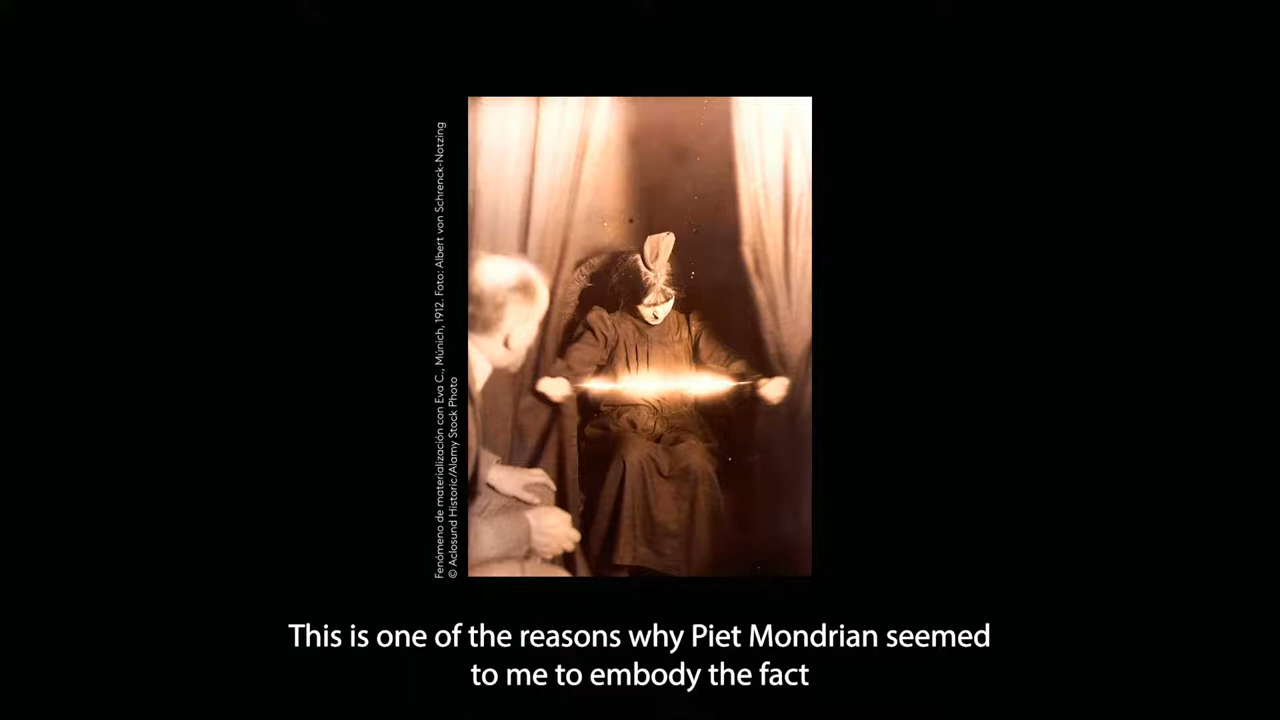 Fenómeno de materialización con Eva C., Múnich, 1912. Foto: Albert von Schrenck-Notzing
© Aclosund Historic/Alamy Stock Photo
This is one of the reasons why Piet Mondrian seemed
to me to embody the fact